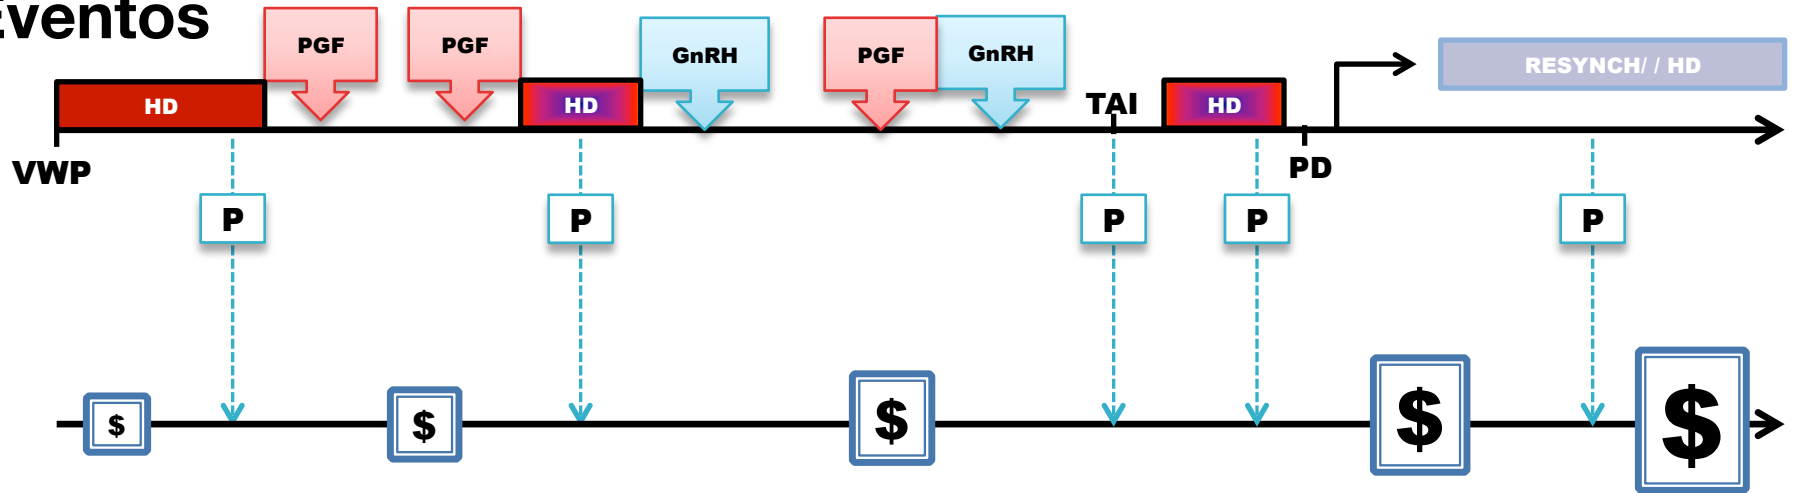 Eventos
PGF
PGF
GnRH
PGF
GnRH
HD
HD
TAI
HD
RESYNCH/ / HD
VWP
PD
P
P
P
P
P
$
$
$
$
$